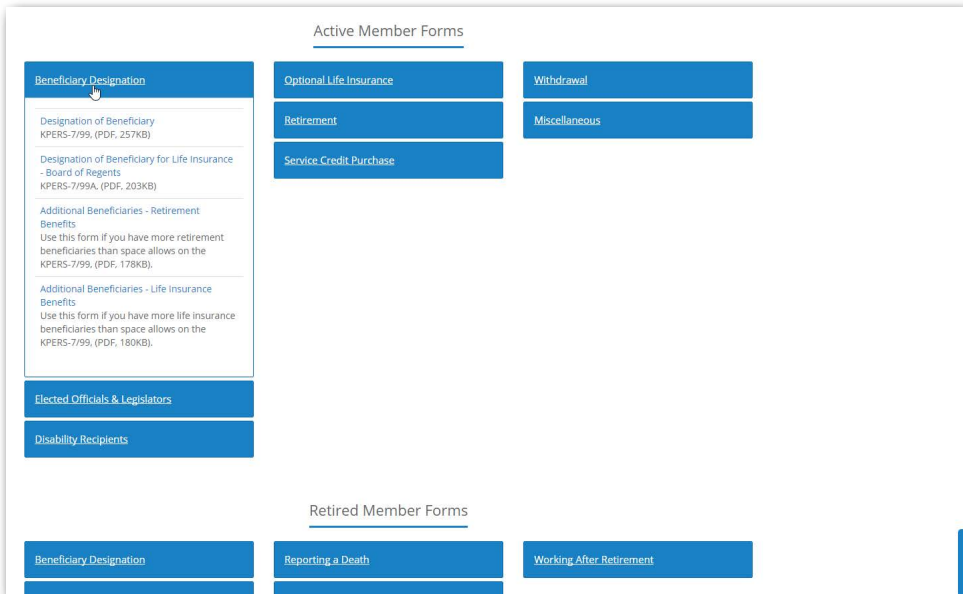 Active Member Forms
Beneficiary Designation
Designation of Beneficiary
KPERS-7/99, (PDF, 257KB)
Designation of Beneficiary for Life Insurance
- Board of Regents
KPERS-7/99A, (PDF, 203KB)
Additional Beneficiaries - Retirement
Benefits
Use this form if you have more retirement
beneficiaries than space allows on the
KPERS-7/99, (PDF, 178KB).
Additional Beneficiaries - Life Insurance
Benefits
Use this form if you have more life insurance
beneficiaries than space allows on the
KPERS-7/99, (PDF, 180KB).
Elected Officials & Legislators
Disability Recipients
Optional Life Insurance
Retirement
Service Credit Purchase
Withdrawal
Miscellaneous
Retired Member Forms
Beneficiary Designation
Reporting a Death
Working After Retirement